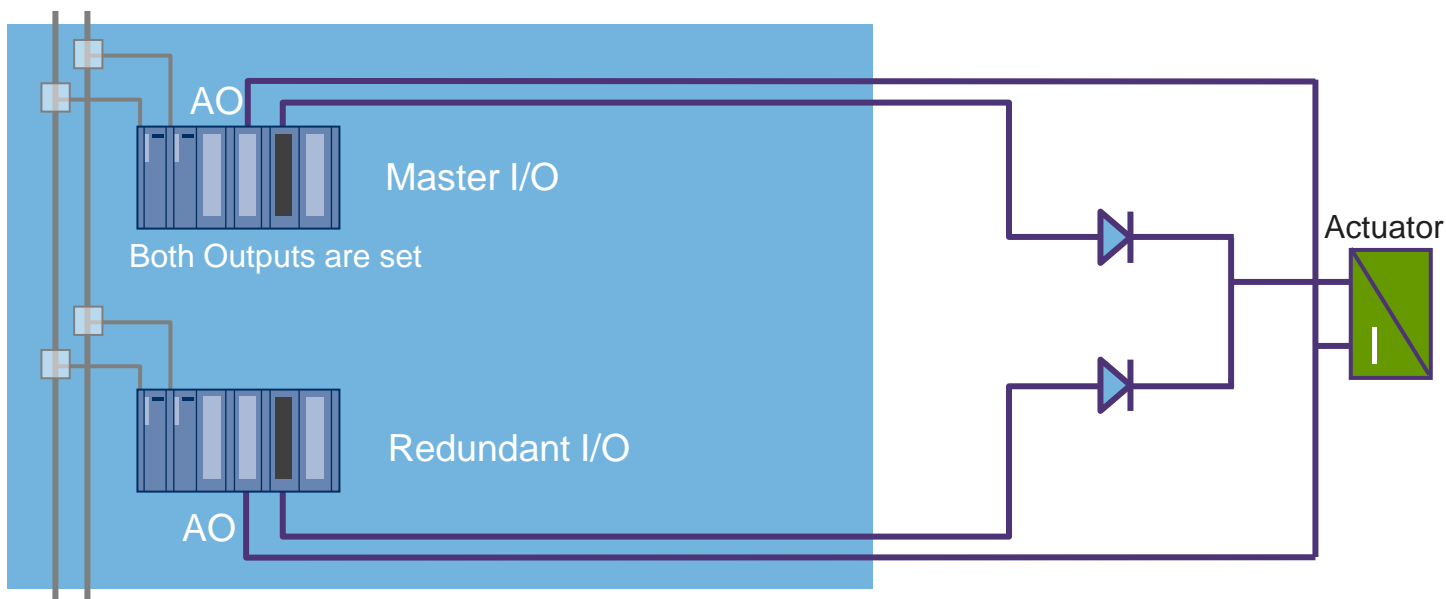 AO
Master I/O
Both Outputs are set
Actuator
I
Redundant I/O
AO